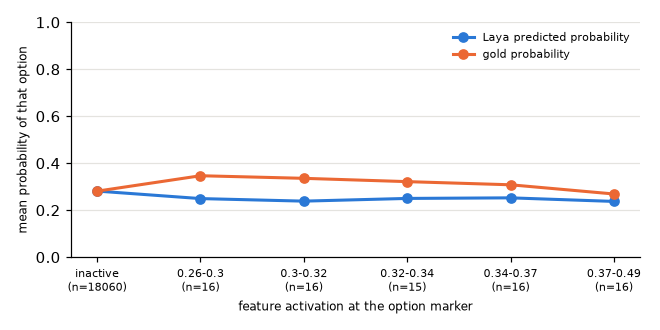 1.0
0.8
0.6
0.4
0.2
0.0
mean probability of that option
Laya predicted probability
gold probability
inactive
(n=18060)
0.26-0.3
(n=16)
0.3-0.32
(n=16)
0.32-0.34
(n=15)
0.34-0.37
(n=16)
0.37-0.49
(n=16)
feature activation at the option marker